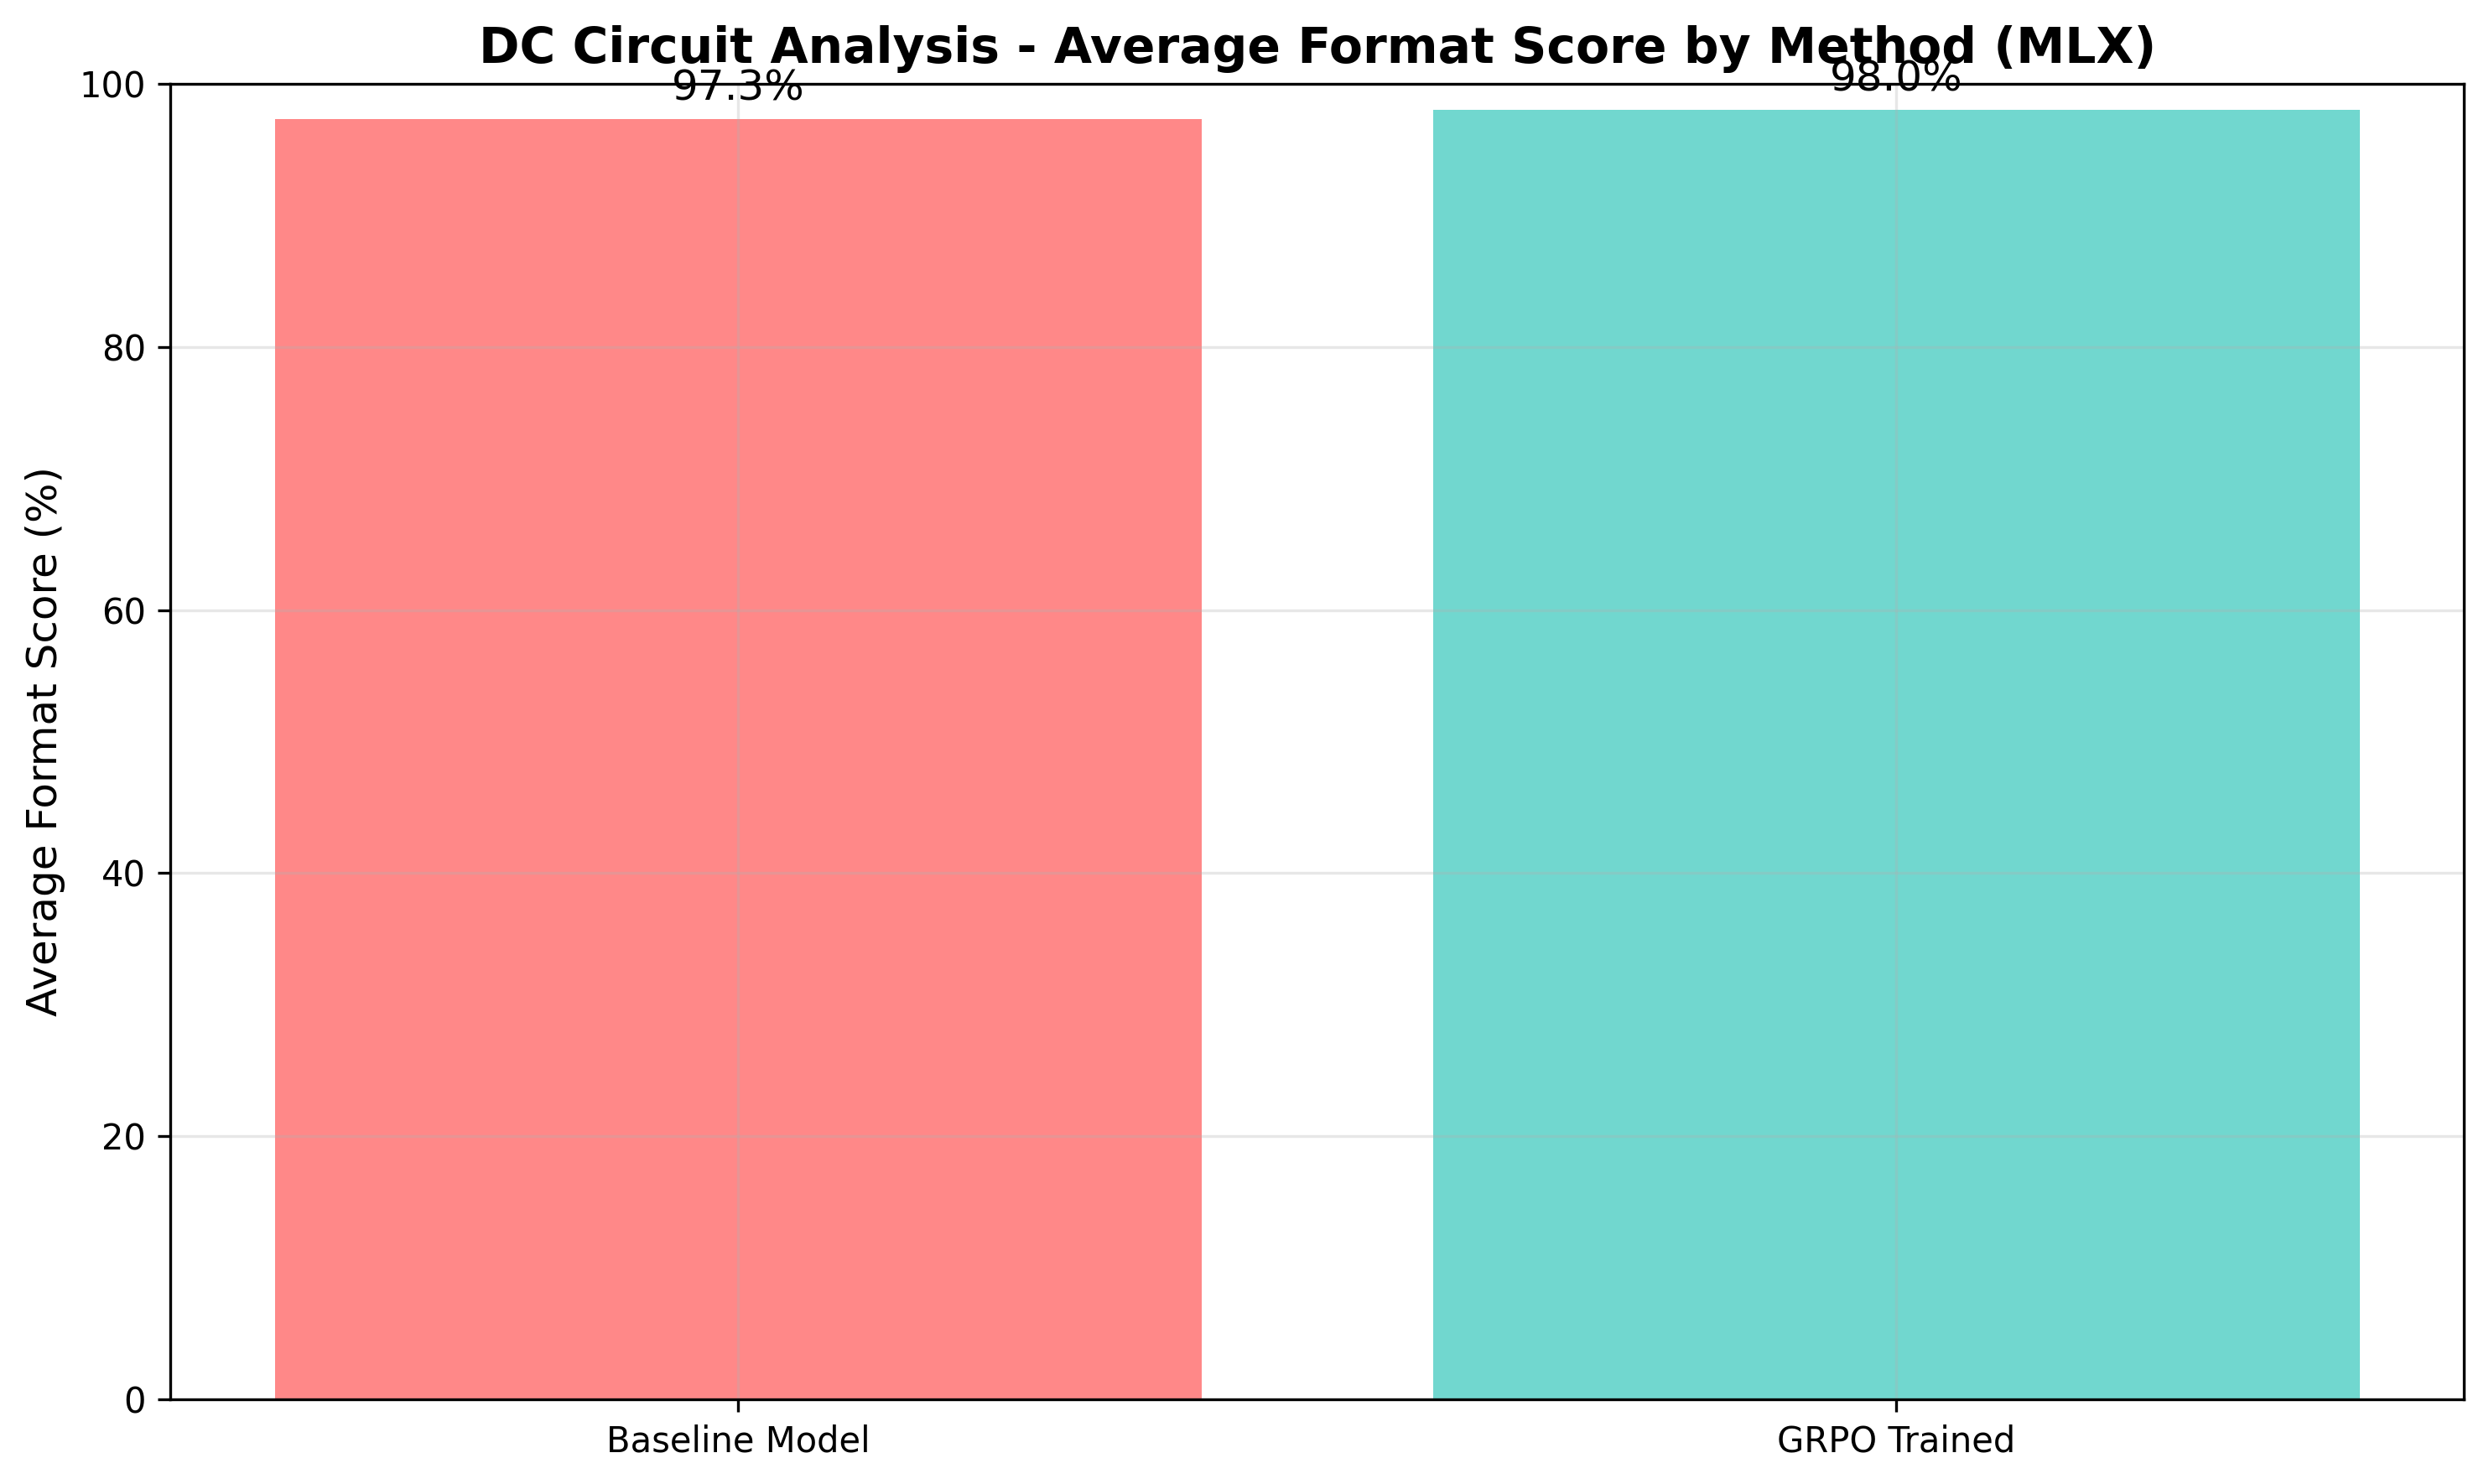 DC Circuit Analysis - Average Format Score by Method (MLX)
97.3%
98.0%
100
80
60
40
20
0
Average Format Score (%)
Baseline Model
GRPO Trained